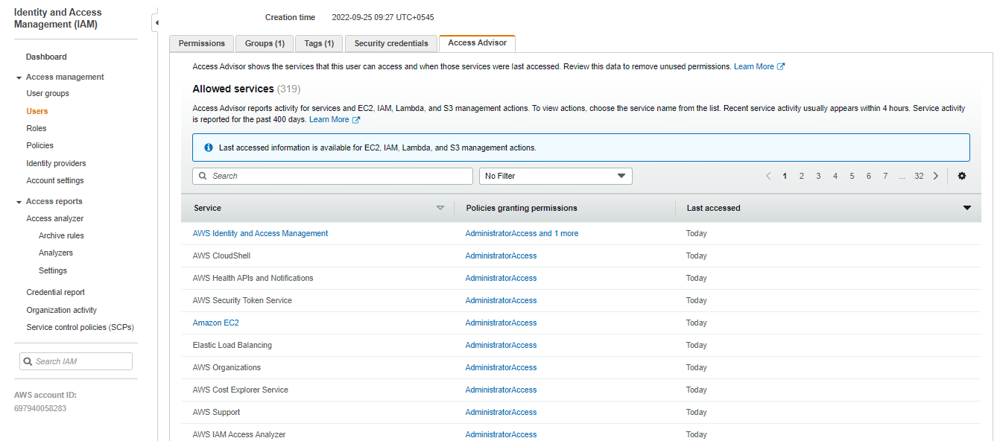 Identity and Access
Management (IAM)
Dashboard
Access management
User groups
Users
Roles
Policies
Identity providers
Account settings
Access reports
Access analyzer
Archive rules
Analyzers
Settings
Credential report
Organization activity
Service control policies (SCPs)
Search IAM
AWS account ID:
697940058283
Creation time 2022-09-25 09:27 UTC+0545
Permissions Groups (1) Tags (1) Security credentials Access Advisor
Access Advisor shows the services that this user can access and when those services were last accessed. Review this data to remove unused permissions. Learn More
Allowed services (319)
Access Advisor reports activity for services and EC2, IAM, Lambda, and S3 management actions. To view actions, choose the service name from the list. Recent service activity usually appears within 4 hours. Service activity
is reported for the past 400 days. Learn More
Last accessed information is available for EC2, IAM, Lambda, and S3 management actions.
Search No Filter 1 2 3 4 5 6 7 ... 32
Service Policies granting permissions Last accessed
AWS Identity and Access Management AdministratorAccess and 1 more Today
AWS CloudShell AdministratorAccess Today
AWS Health APIs and Notifications AdministratorAccess Today
AWS Security Token Service AdministratorAccess Today
Amazon EC2 AdministratorAccess Today
Elastic Load Balancing AdministratorAccess Today
AWS Organizations AdministratorAccess Today
AWS Cost Explorer Service AdministratorAccess Today
AWS Support AdministratorAccess Today
AWS IAM Access Analyzer AdministratorAccess Today